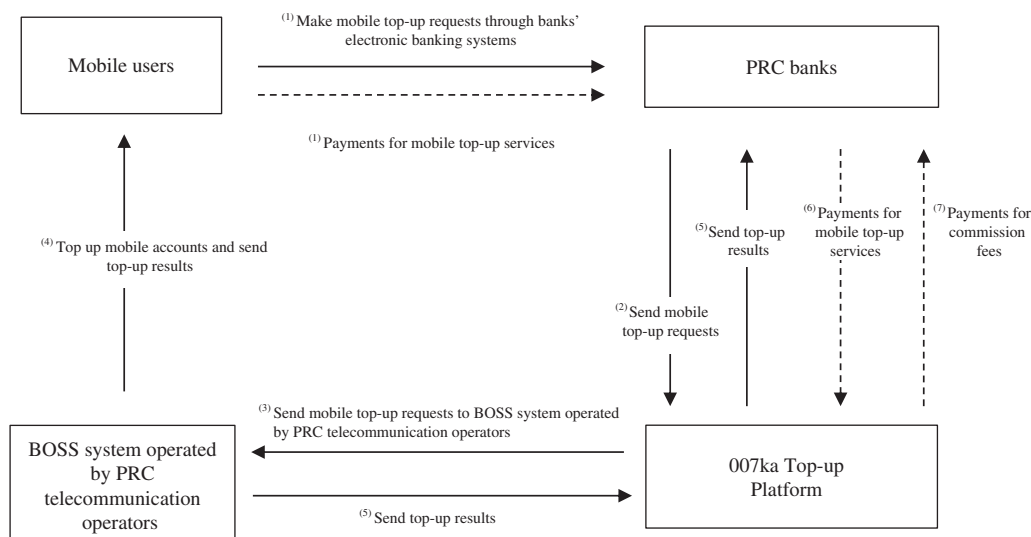 (1) Make mobile top-up requests through banks’
electronic banking systems
Mobile users
PRC banks
(1) Payments for mobile top-up services
(4) Top up mobile accounts and send
top-up results
(5) Send top-up
results
(6) Payments for
mobile top-up
services
(7) Payments for
commission
fees
(2) Send mobile
top-up requests
(3) Send mobile top-up requests to BOSS system operated
by PRC telecommunication operators
BOSS system operated
by PRC
telecommunication
operators
007ka Top-up
Platform
(5) Send top-up results